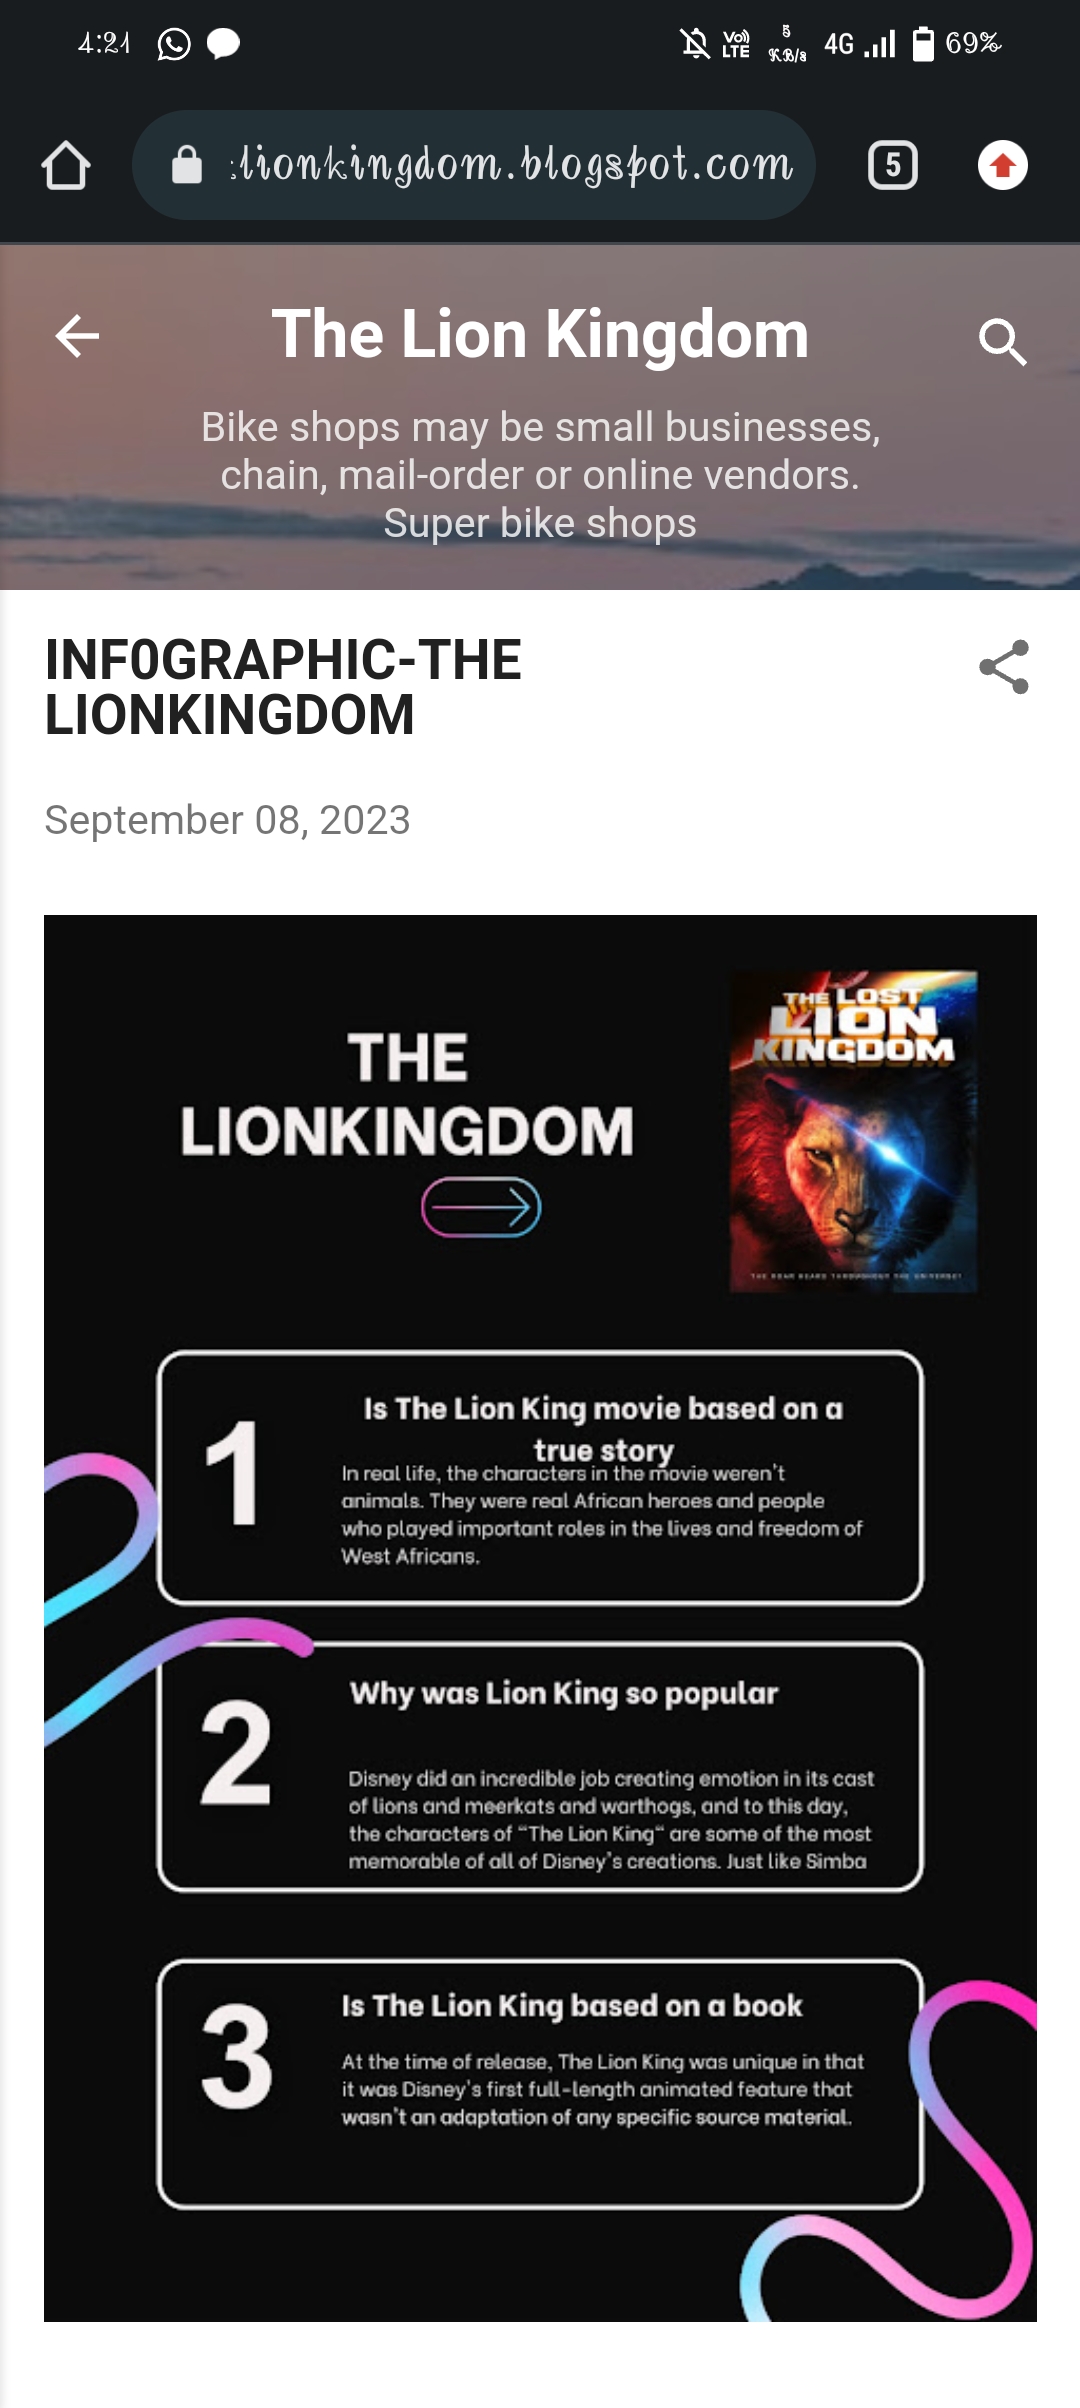 4:21
Vo)) LTE
5 KB/s
4G
69%
:lionkingdom.blogspot.com
5
The Lion Kingdom
Bike shops may be small businesses,
chain, mail-order or online vendors.
Super bike shops
INF0GRAPHIC-THE
LIONKINGDOM
September 08, 2023
THE
LIONKINGDOM
THE LOST
LION
KINGDOM
THE ROAR HEARD THROUGHOUT THE UNIVERSE!
1
Is The Lion King movie based on a
true story
In real life, the characters in the movie weren't
animals. They were real African heroes and people
who played important roles in the lives and freedom of
West Africans.
2
Why was Lion King so popular
Disney did an incredible job creating emotion in its cast
of lions and meerkats and warthogs, and to this day,
the characters of “The Lion King“ are some of the most
memorable of all of Disney's creations. Just like Simba
3
Is The Lion King based on a book
At the time of release, The Lion King was unique in that
it was Disney's first full-length animated feature that
wasn't an adaptation of any specific source material.